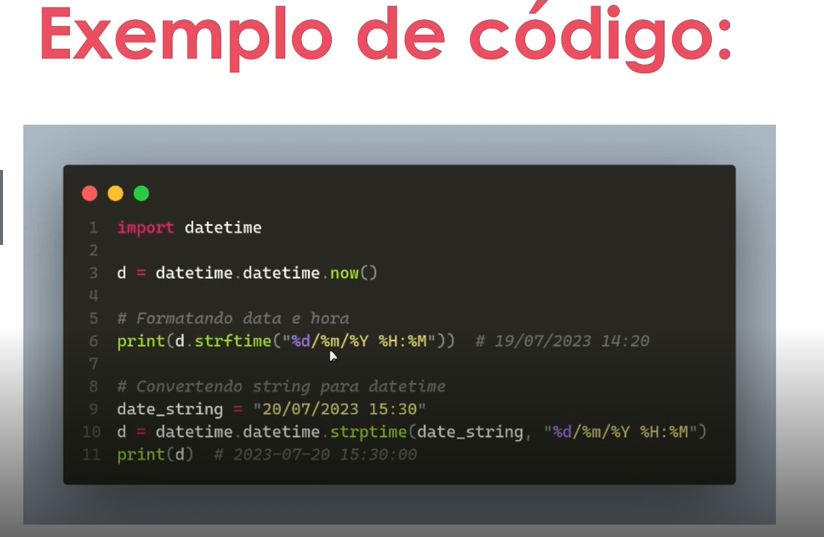 Exemplo de código:
1 import datetime
2
3 d = datetime.datetime.now()
4
5 # Formatando data e hora
6 print(d.strftime("%d/%m/%Y %H:%M")) # 19/07/2023 14:20
7
8 # Convertendo string para datetime
9 date_string = "20/07/2023 15:30"
10 d = datetime.datetime.strptime(date_string, "%d/%m/%Y %H:%M")
11 print(d) # 2023-07-20 15:30:00